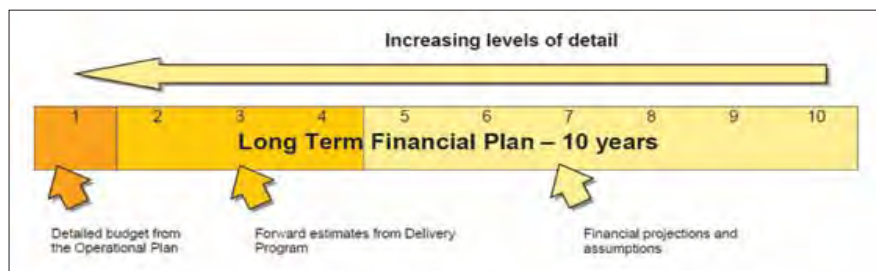 Increasing levels of detail
1 2 3 4 5 6 7 8 9 10
Long Term Financial Plan – 10 years
Detailed budget from
the Operational Plan
Forward estimates from Delivery
Program
Financial projections and
assumptions